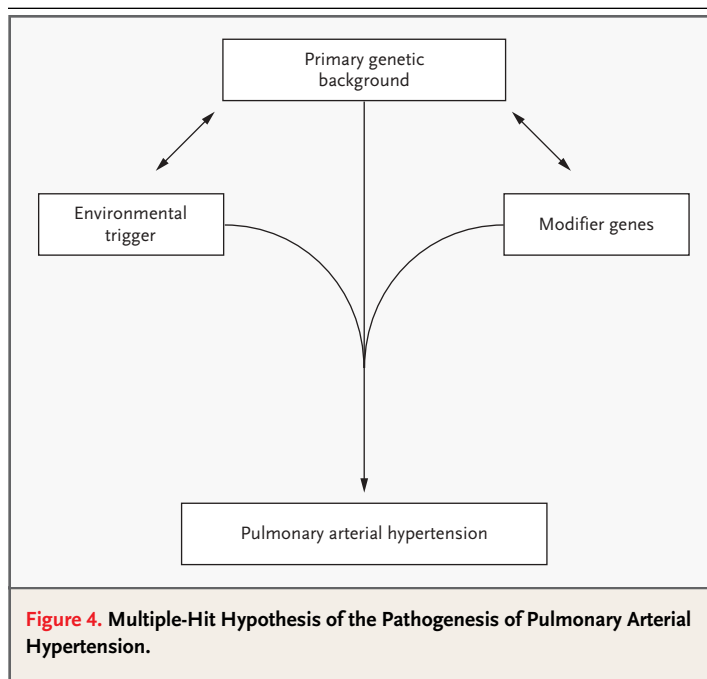 Primary genetic
background
Environmental
trigger
Modifier genes
Pulmonary arterial hypertension
Figure 4. Multiple-Hit Hypothesis of the Pathogenesis of Pulmonary Arterial
Hypertension.